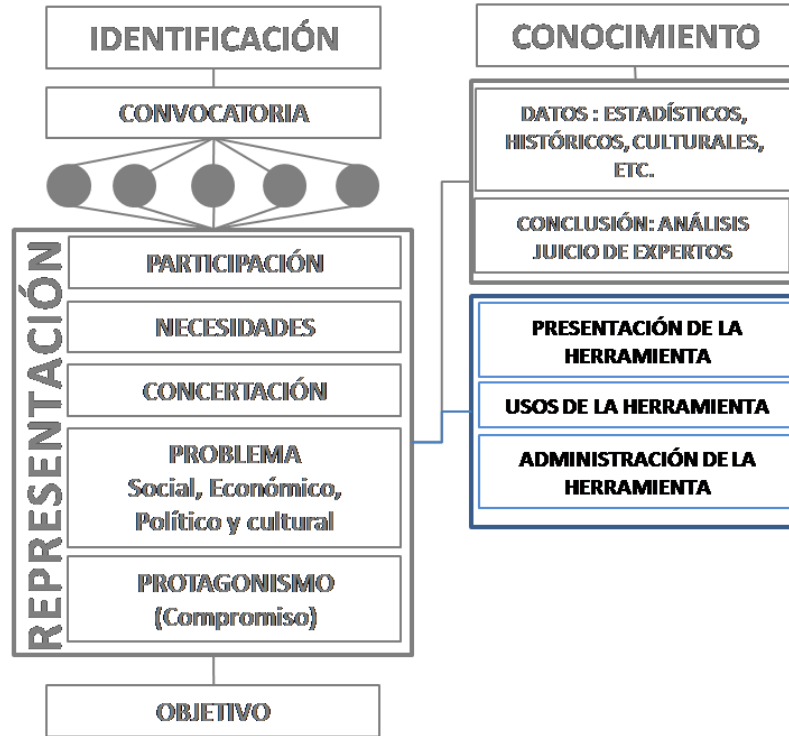 IDENTIFICACIÓN
CONVOCATORIA
REPRESENTACIÓN
PARTICIPACIÓN
NECESIDADES
CONCERTACIÓN
PROBLEMA
Social, Económico,
Político y cultural
PROTAGONISMO
(Compromiso)
OBJETIVO
CONOCIMIENTO
DATOS : ESTADÍSTICOS,
HISTÓRICOS, CULTURALES,
ETC.
CONCLUSIÓN: ANÁLISIS
JUICIO DE EXPERTOS
PRESENTACIÓN DE LA
HERRAMIENTA
USOS DE LA HERRAMIENTA
ADMINISTRACIÓN DE LA
HERRAMIENTA